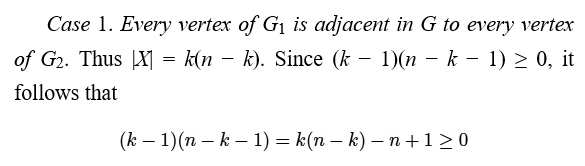 Case 1. Every vertex of G₁ is adjacent in G to every vertex
of G₂. Thus |X| = k(n − k). Since (k − 1)(n − k − 1) ≥ 0, it
follows that
(k − 1)(n − k − 1) = k(n − k) − n + 1 ≥ 0